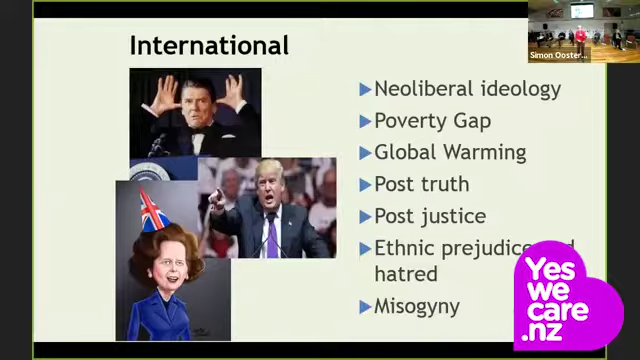 Simon Ooster...
International
Neoliberal ideology
Poverty Gap
Global Warming
Post truth
Post justice
Ethnic prejudice
hatred
Misogyny
Yes
we
care
.nz